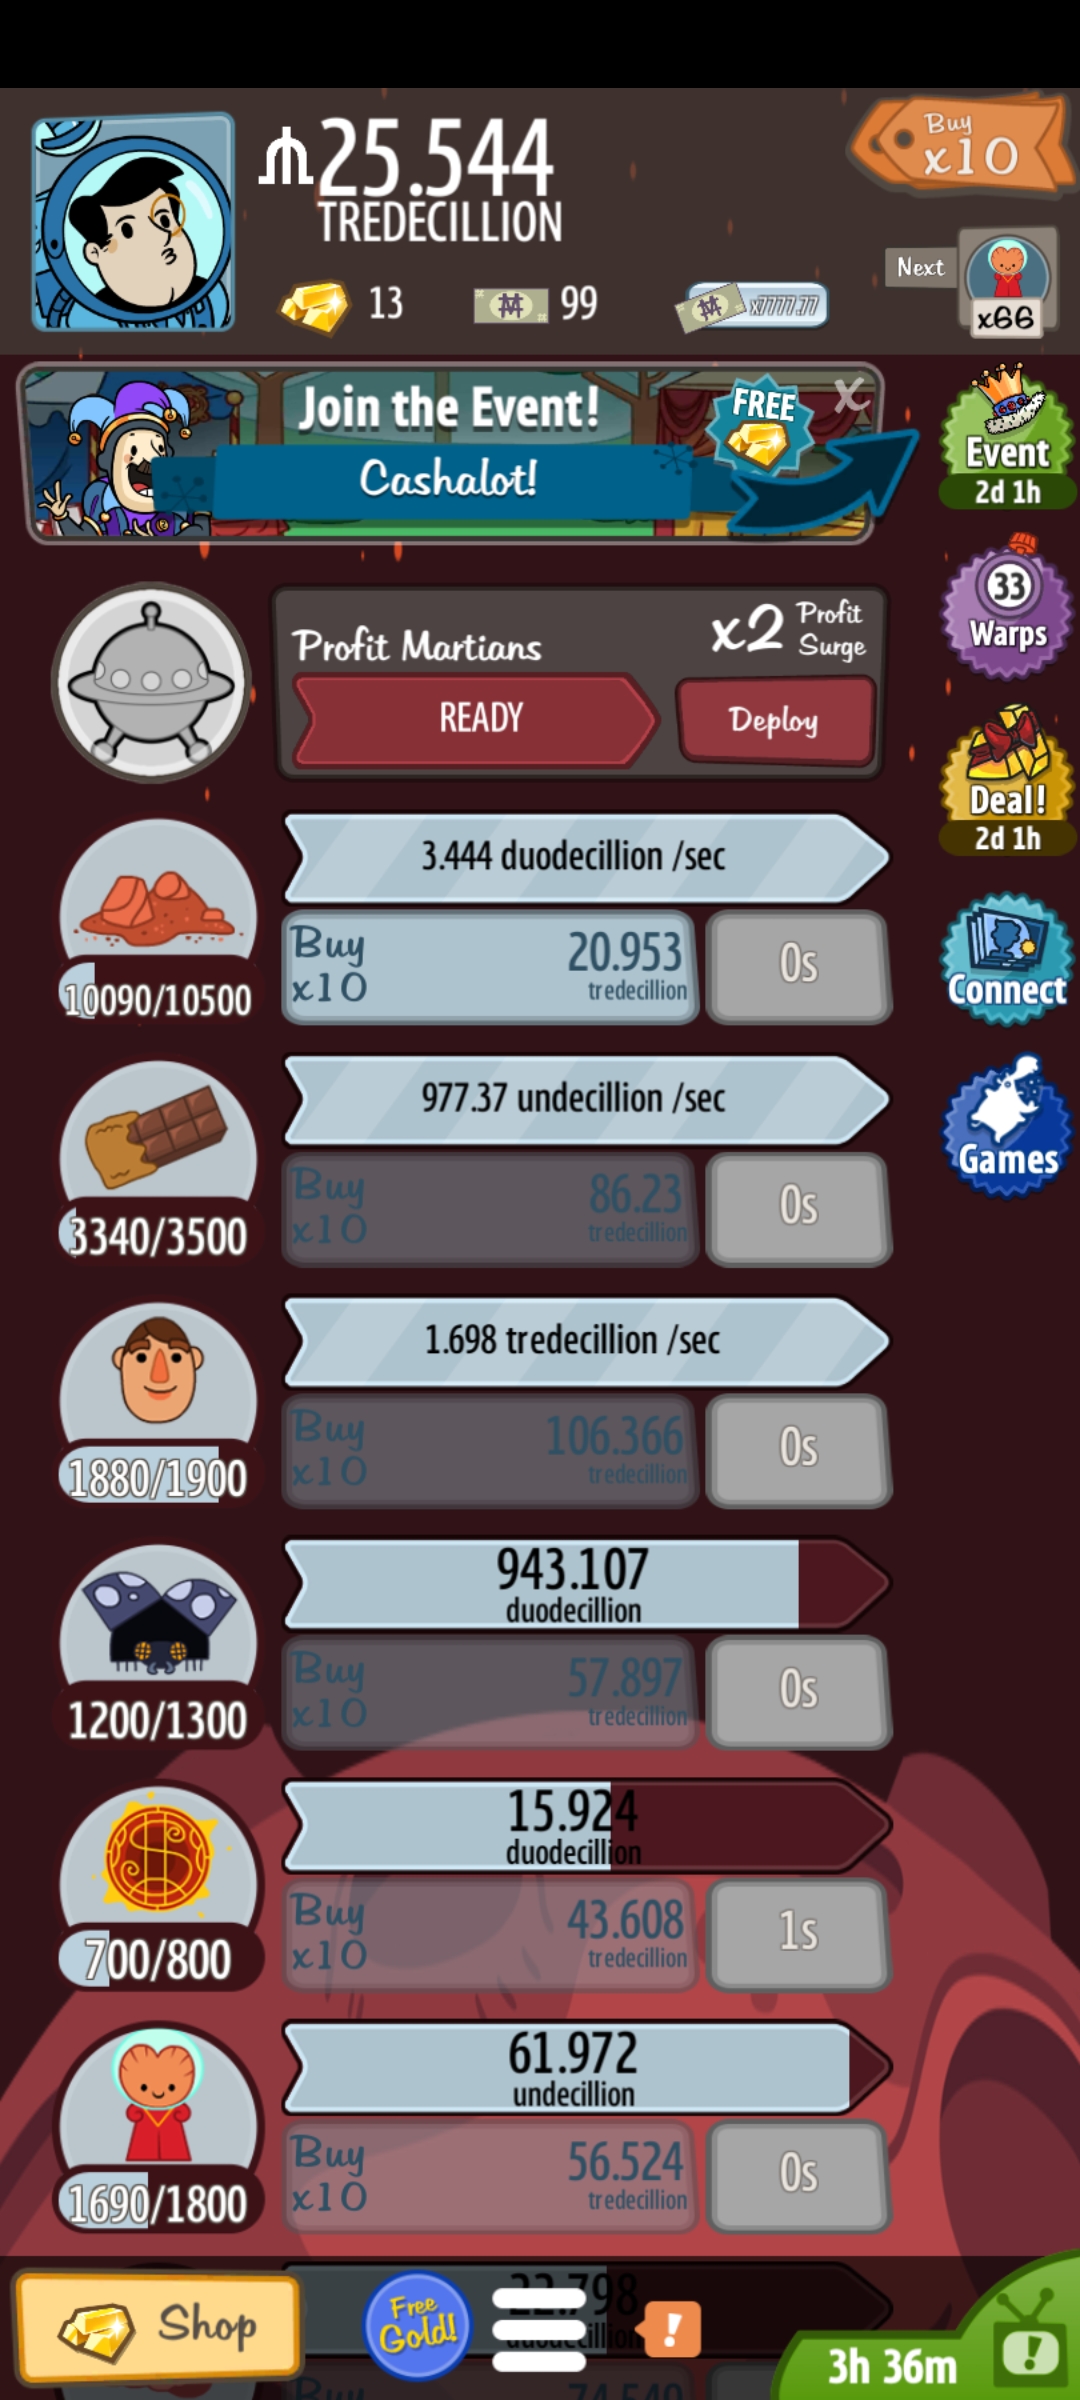 25.544
TREDECILLION
Buy
x10
13
99
x7777.77
Next
x66
Join the Event!
Cashalot!
FREE
X
Event
2d 1h
33
Warps
Profit Martians
x2 Profit Surge
READY
Deploy
Deal!
2d 1h
3.444 duodecillion /sec
Buy x10
20.953
tredecillion
0s
10090/10500
Connect
977.37 undecillion /sec
Buy x10
86.23
tredecillion
0s
3340/3500
Games
1.698 tredecillion /sec
Buy x10
106.366
tredecillion
0s
1880/1900
943.107
duodecillion
Buy x10
57.897
tredecillion
0s
1200/1300
15.924
duodecillion
Buy x10
43.608
tredecillion
1s
700/800
61.972
undecillion
Buy x10
56.524
tredecillion
0s
1690/1800
Shop
Free Gold!
!
3h 36m
!